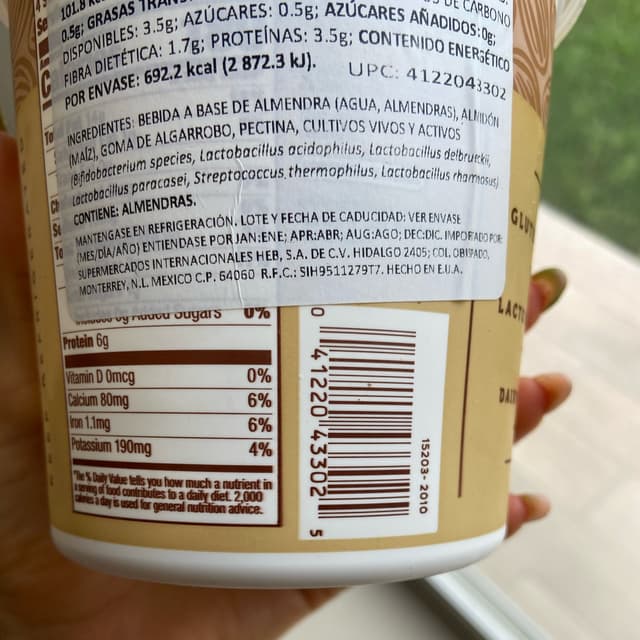 101.8 k
DE CARBONO
0.5g; GRASAS TRANS
DISPONIBLES: 3.5g; AZÚCARES: 0.5g; AZÚCARES AÑADIDOS: 0g;
FIBRA DIETÉTICA: 1.7g; PROTEÍNAS: 3.5g; CONTENIDO ENERGÉTICO
POR ENVASE: 692.2 kcal (2 872.3 kJ).
UPC: 4122043302
INGREDIENTES: BEBIDA A BASE DE ALMENDRA (AGUA, ALMENDRAS), ALMIDÓN
(MAÍZ), GOMA DE ALGARROBO, PECTINA, CULTIVOS VIVOS Y ACTIVOS
(Bifidobacterium species, Lactobacillus acidophilus, Lactobacillus delbrueckii,
Lactobacillus paracasei, Streptococcus thermophilus, Lactobacillus rhamnosus)
CONTIENE: ALMENDRAS.
MANTENGASE EN REFRIGERACIÓN. LOTE Y FECHA DE CADUCIDAD: VER ENVASE
(MES/DÍA/AÑO) ENTIENDASE POR JAN:ENE; APR:ABR; AUG:AGO; DEC:DIC. IMPORTADO POR:
SUPERMERCADOS INTERNACIONALES HEB, S.A. DE C.V. HIDALGO 2405; COL. OBISPADO,
MONTERREY, N.L. MEXICO C.P. 64060 R.F.C.: SIH9511279T7. HECHO EN E.U.A.
Includes 0g Added Sugars 0%
Protein 6g
Vitamin D 0mcg 0%
Calcium 80mg 6%
Iron 1.1mg 6%
Potassium 190mg 4%
*The % Daily Value tells you how much a nutrient in
a serving of food contributes to a daily diet. 2,000
calories a day is used for general nutrition advice.
0 41220 43302 5
15203-2010
GLUT
LACT
DAI